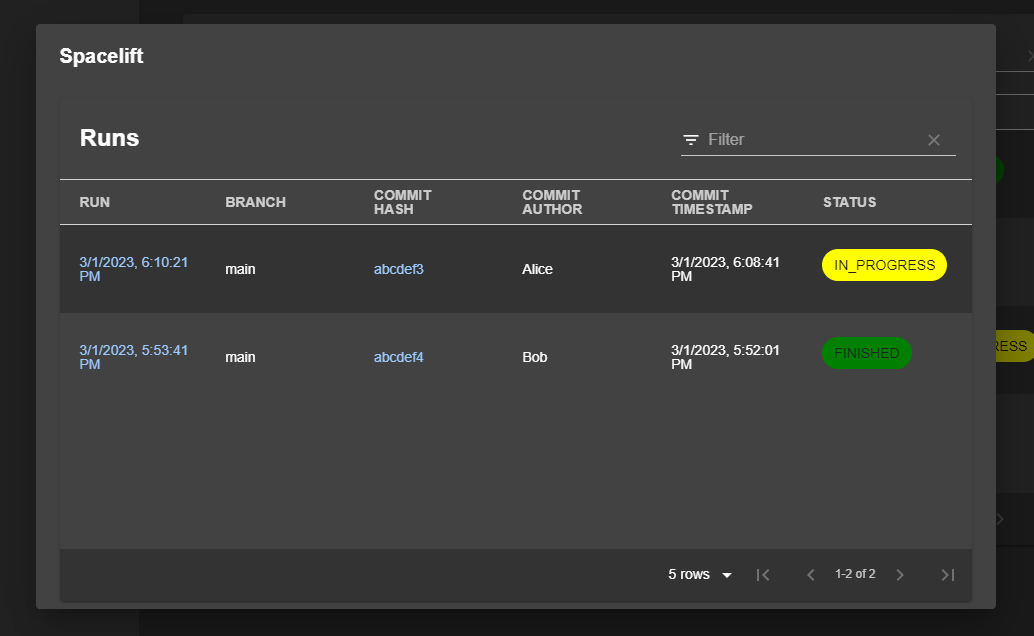 Spacelift
Runs
Filter
RUN
BRANCH
COMMIT
HASH
COMMIT
AUTHOR
COMMIT
TIMESTAMP
STATUS
3/1/2023, 6:10:21
PM
main
abcdef3
Alice
3/1/2023, 6:08:41
PM
IN_PROGRESS
3/1/2023, 5:53:41
PM
main
abcdef4
Bob
3/1/2023, 5:52:01
PM
FINISHED
RESS
5 rows
1-2 of 2